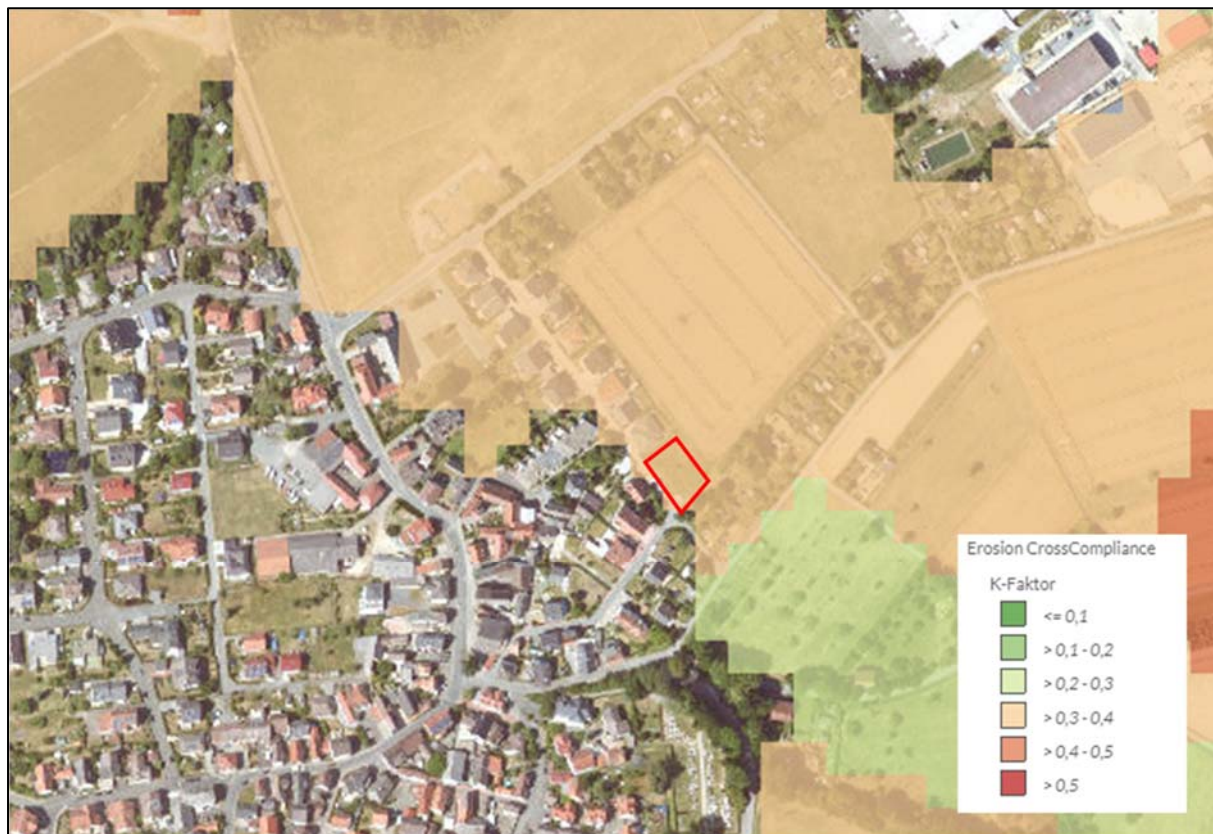 Erosion CrossCompliance
K-Faktor
<= 0,1
> 0,1 - 0,2
> 0,2 - 0,3
> 0,3 - 0,4
> 0,4 - 0,5
> 0,5